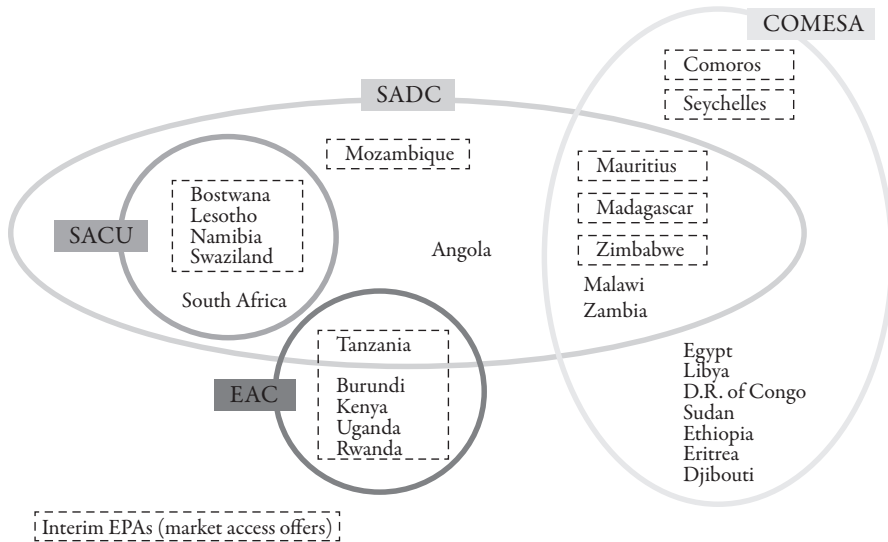 COMESA
Comoros
Seychelles
SADC
Mozambique
Mauritius
Madagascar
Zimbabwe
Malawi
Zambia
Bostwana
Lesotho
Namibia
Swaziland
SACU
South Africa
Angola
Tanzania
EAC
Burundi
Kenya
Uganda
Rwanda
Egypt
Libya
D.R. of Congo
Sudan
Ethiopia
Eritrea
Djibouti
Interim EPAs (market access offers)